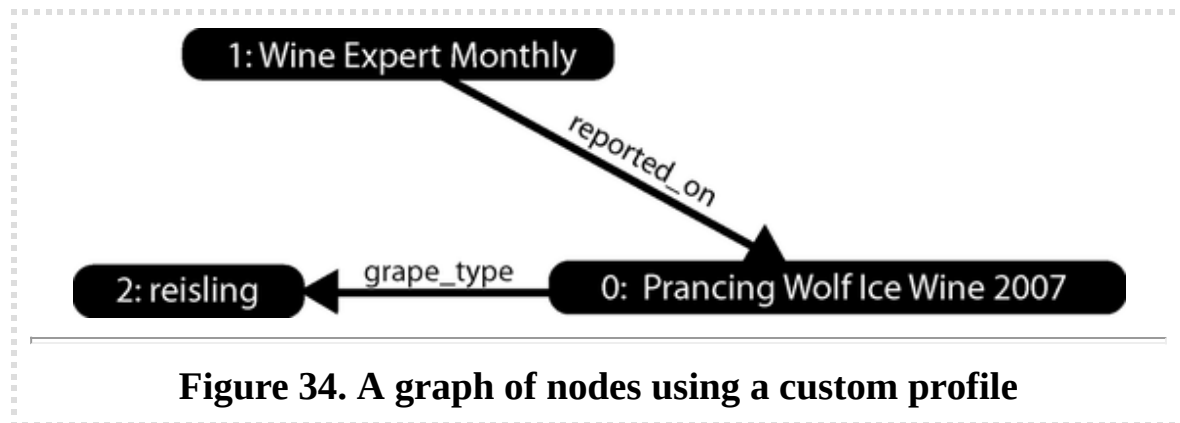 1: Wine Expert Monthly
reported_on
2: reisling
grape_type
0: Prancing Wolf Ice Wine 2007
Figure 34. A graph of nodes using a custom profile